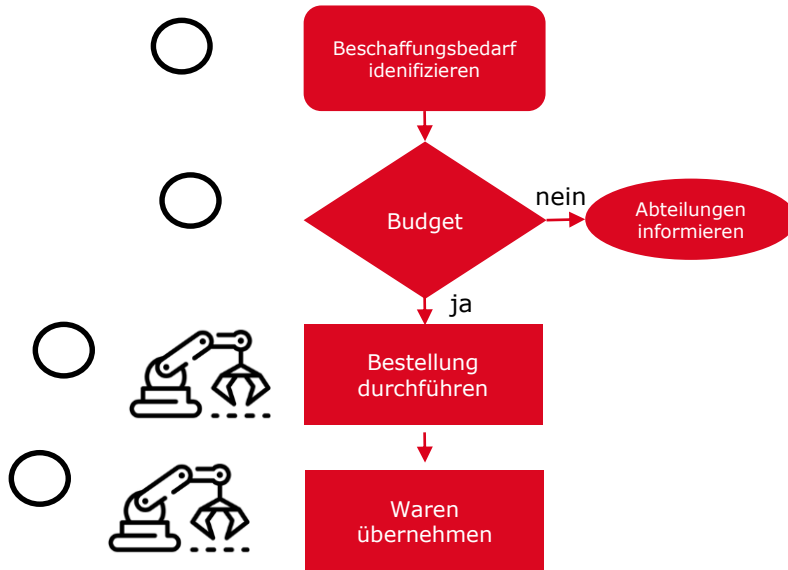 Beschaffungsbedarf
idenifizieren
nein
Budget
Abteilungen
informieren
ja
Bestellung
durchführen
Waren
übernehmen